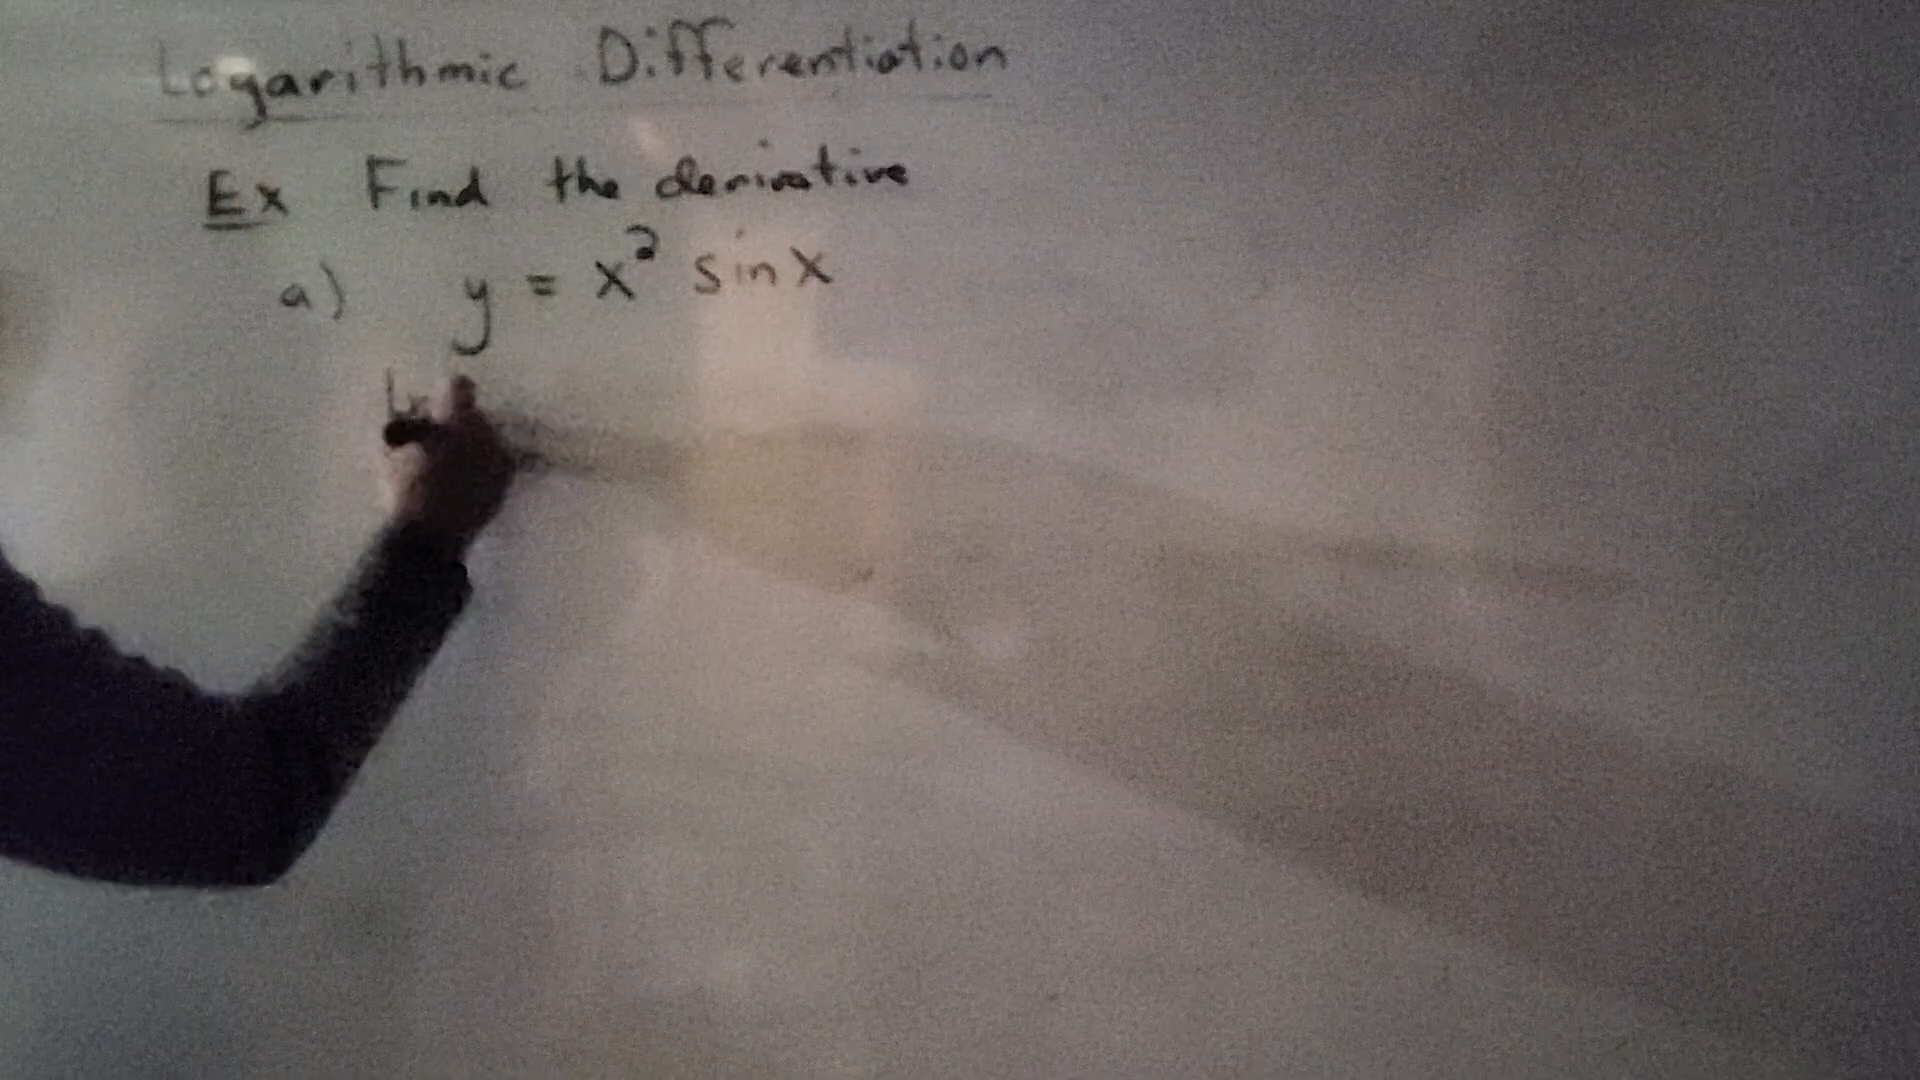 Logarithmic Differentiation
Ex Find the derivative
a) y = x² sin x